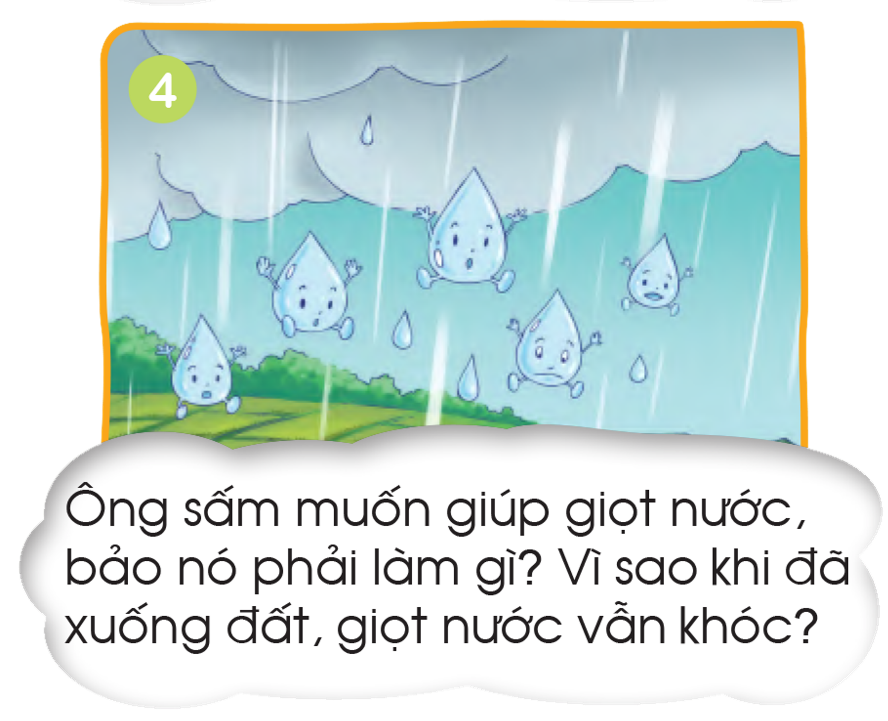 4
Ông sấm muốn giúp giọt nước,
bảo nó phải làm gì? Vì sao khi đã
xuống đất, giọt nước vẫn khóc?